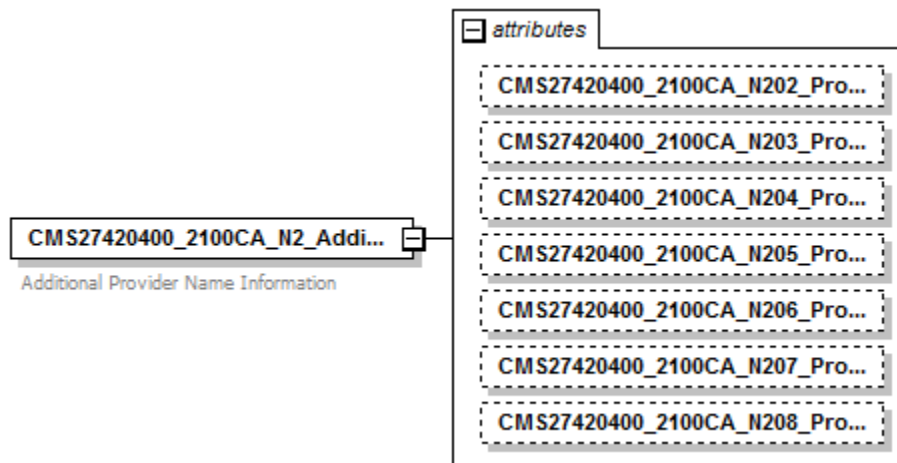 attributes
CMS27420400_2100CA_N202_Pro...
CMS27420400_2100CA_N203_Pro...
CMS27420400_2100CA_N204_Pro...
CMS27420400_2100CA_N2_Addi...
CMS27420400_2100CA_N205_Pro...
Additional Provider Name Information
CMS27420400_2100CA_N206_Pro...
CMS27420400_2100CA_N207_Pro...
CMS27420400_2100CA_N208_Pro...